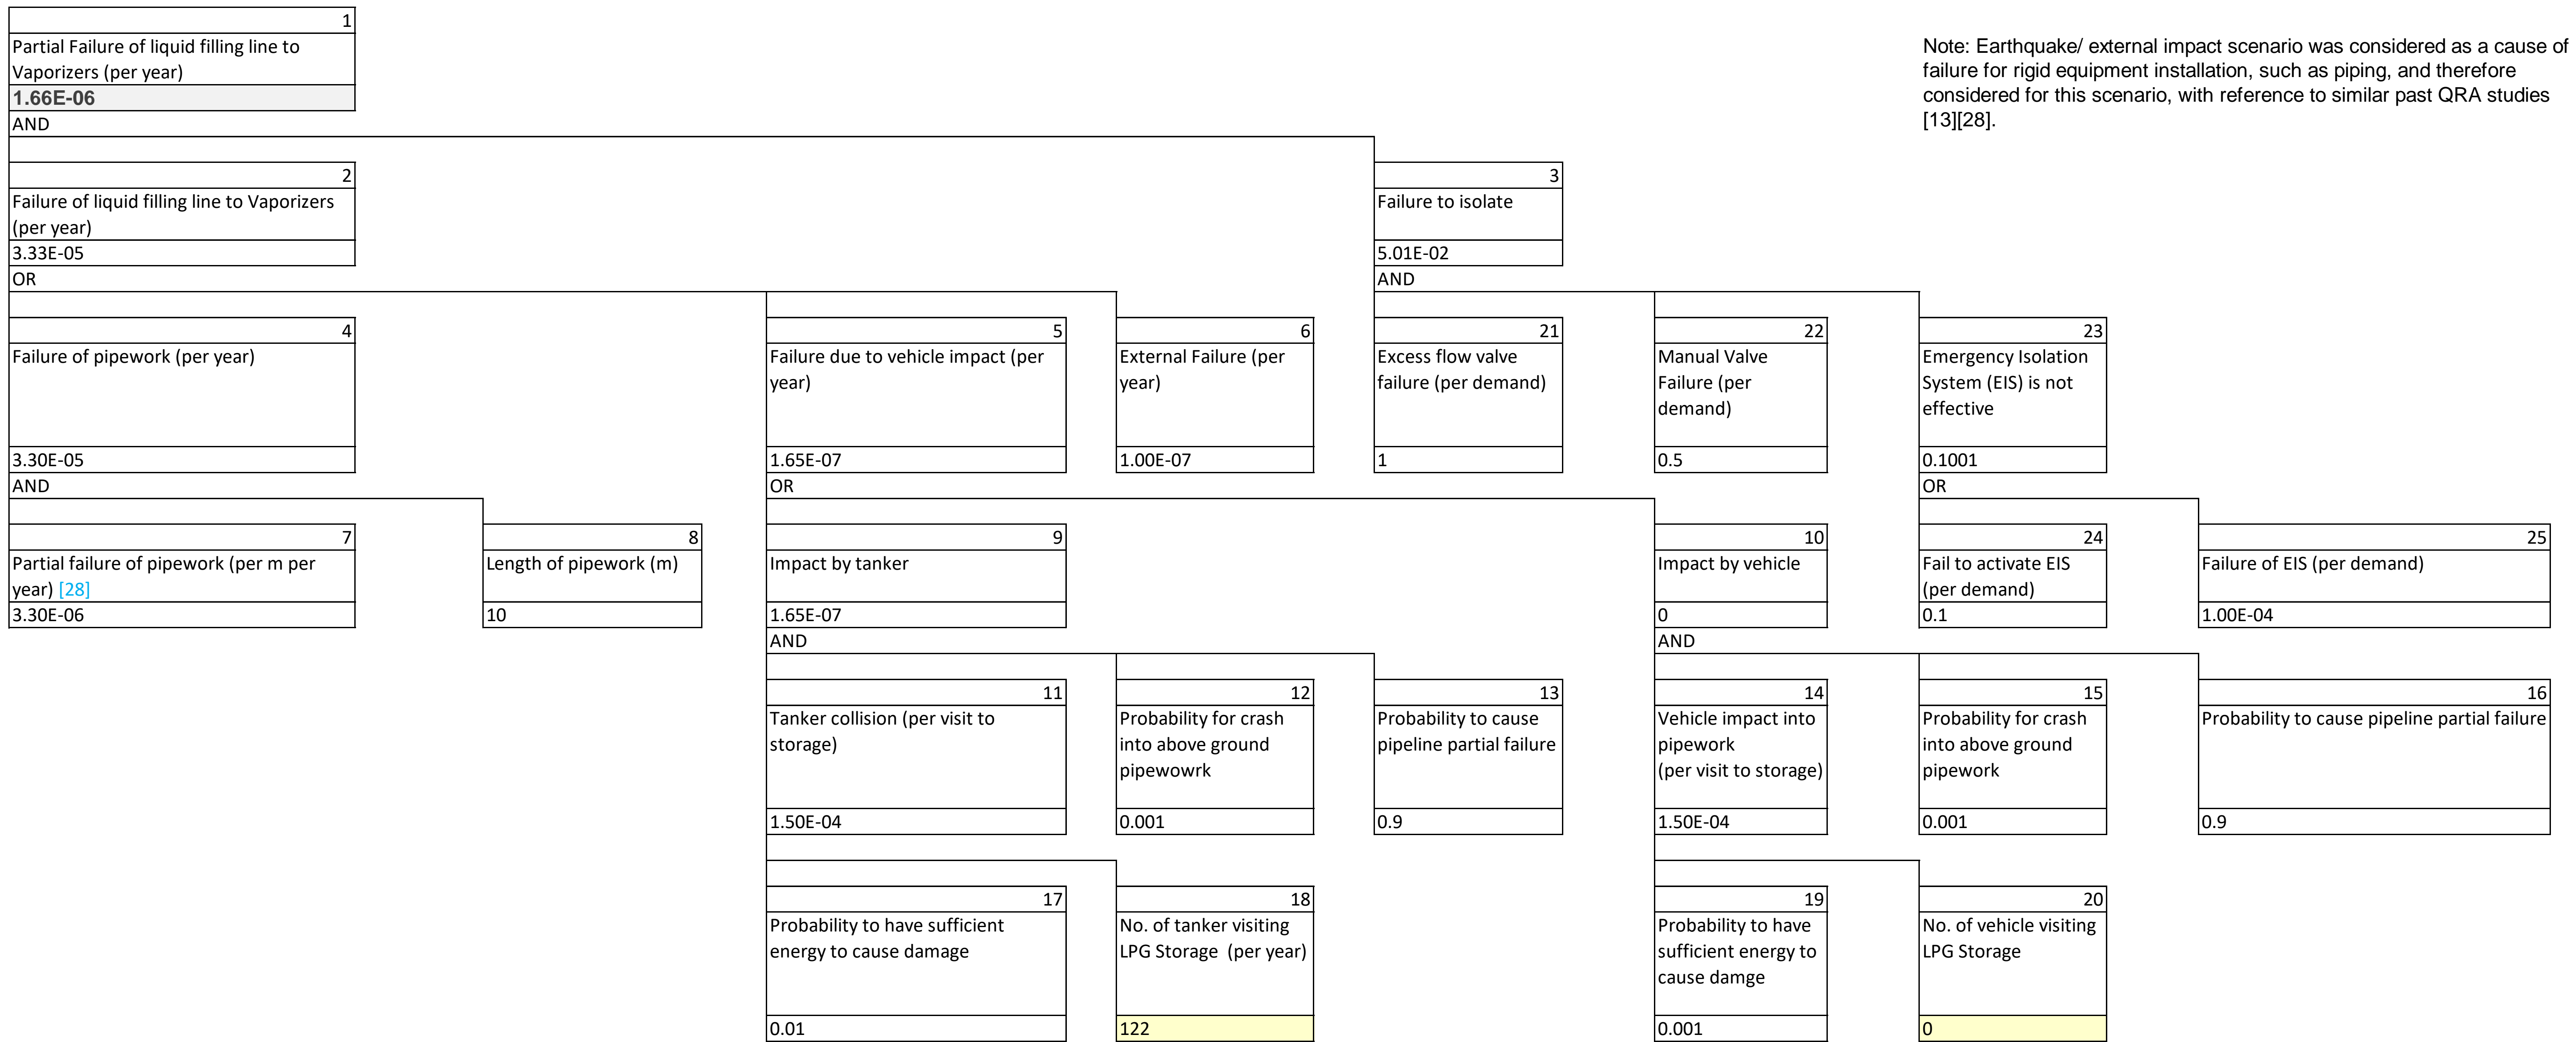 1
Partial Failure of liquid filling line to
Vaporizers (per year)
1.66E-06
AND
Note: Earthquake/ external impact scenario was considered as a cause of
failure for rigid equipment installation, such as piping, and therefore
considered for this scenario, with reference to similar past QRA studies
[13][28].
2
Failure of liquid filling line to Vaporizers
(per year)
3.33E-05
OR
3
Failure to isolate
5.01E-02
AND
4
Failure of pipework (per year)
3.30E-05
AND
5
Failure due to vehicle impact (per
year)
1.65E-07
OR
6
External Failure (per
year)
1.00E-07
21
Excess flow valve
failure (per demand)
1
22
Manual Valve
Failure (per
demand)
0.5
23
Emergency Isolation
System (EIS) is not
effective
0.1001
OR
7
Partial failure of pipework (per m per
year) [28]
3.30E-06
8
Length of pipework (m)
10
9
Impact by tanker
1.65E-07
AND
10
Impact by vehicle
0
AND
24
Fail to activate EIS
(per demand)
0.1
25
Failure of EIS (per demand)
1.00E-04
11
Tanker collision (per visit to
storage)
1.50E-04
12
Probability for crash
into above ground
pipewowrk
0.001
13
Probability to cause
pipeline partial failure
0.9
14
Vehicle impact into
pipework
(per visit to storage)
1.50E-04
15
Probability for crash
into above ground
pipework
0.001
16
Probability to cause pipeline partial failure
0.9
17
Probability to have sufficient
energy to cause damage
0.01
18
No. of tanker visiting
LPG Storage  (per year)
122
19
Probability to have
sufficient energy to
cause damge
0.001
20
No. of vehicle visiting
LPG Storage
0